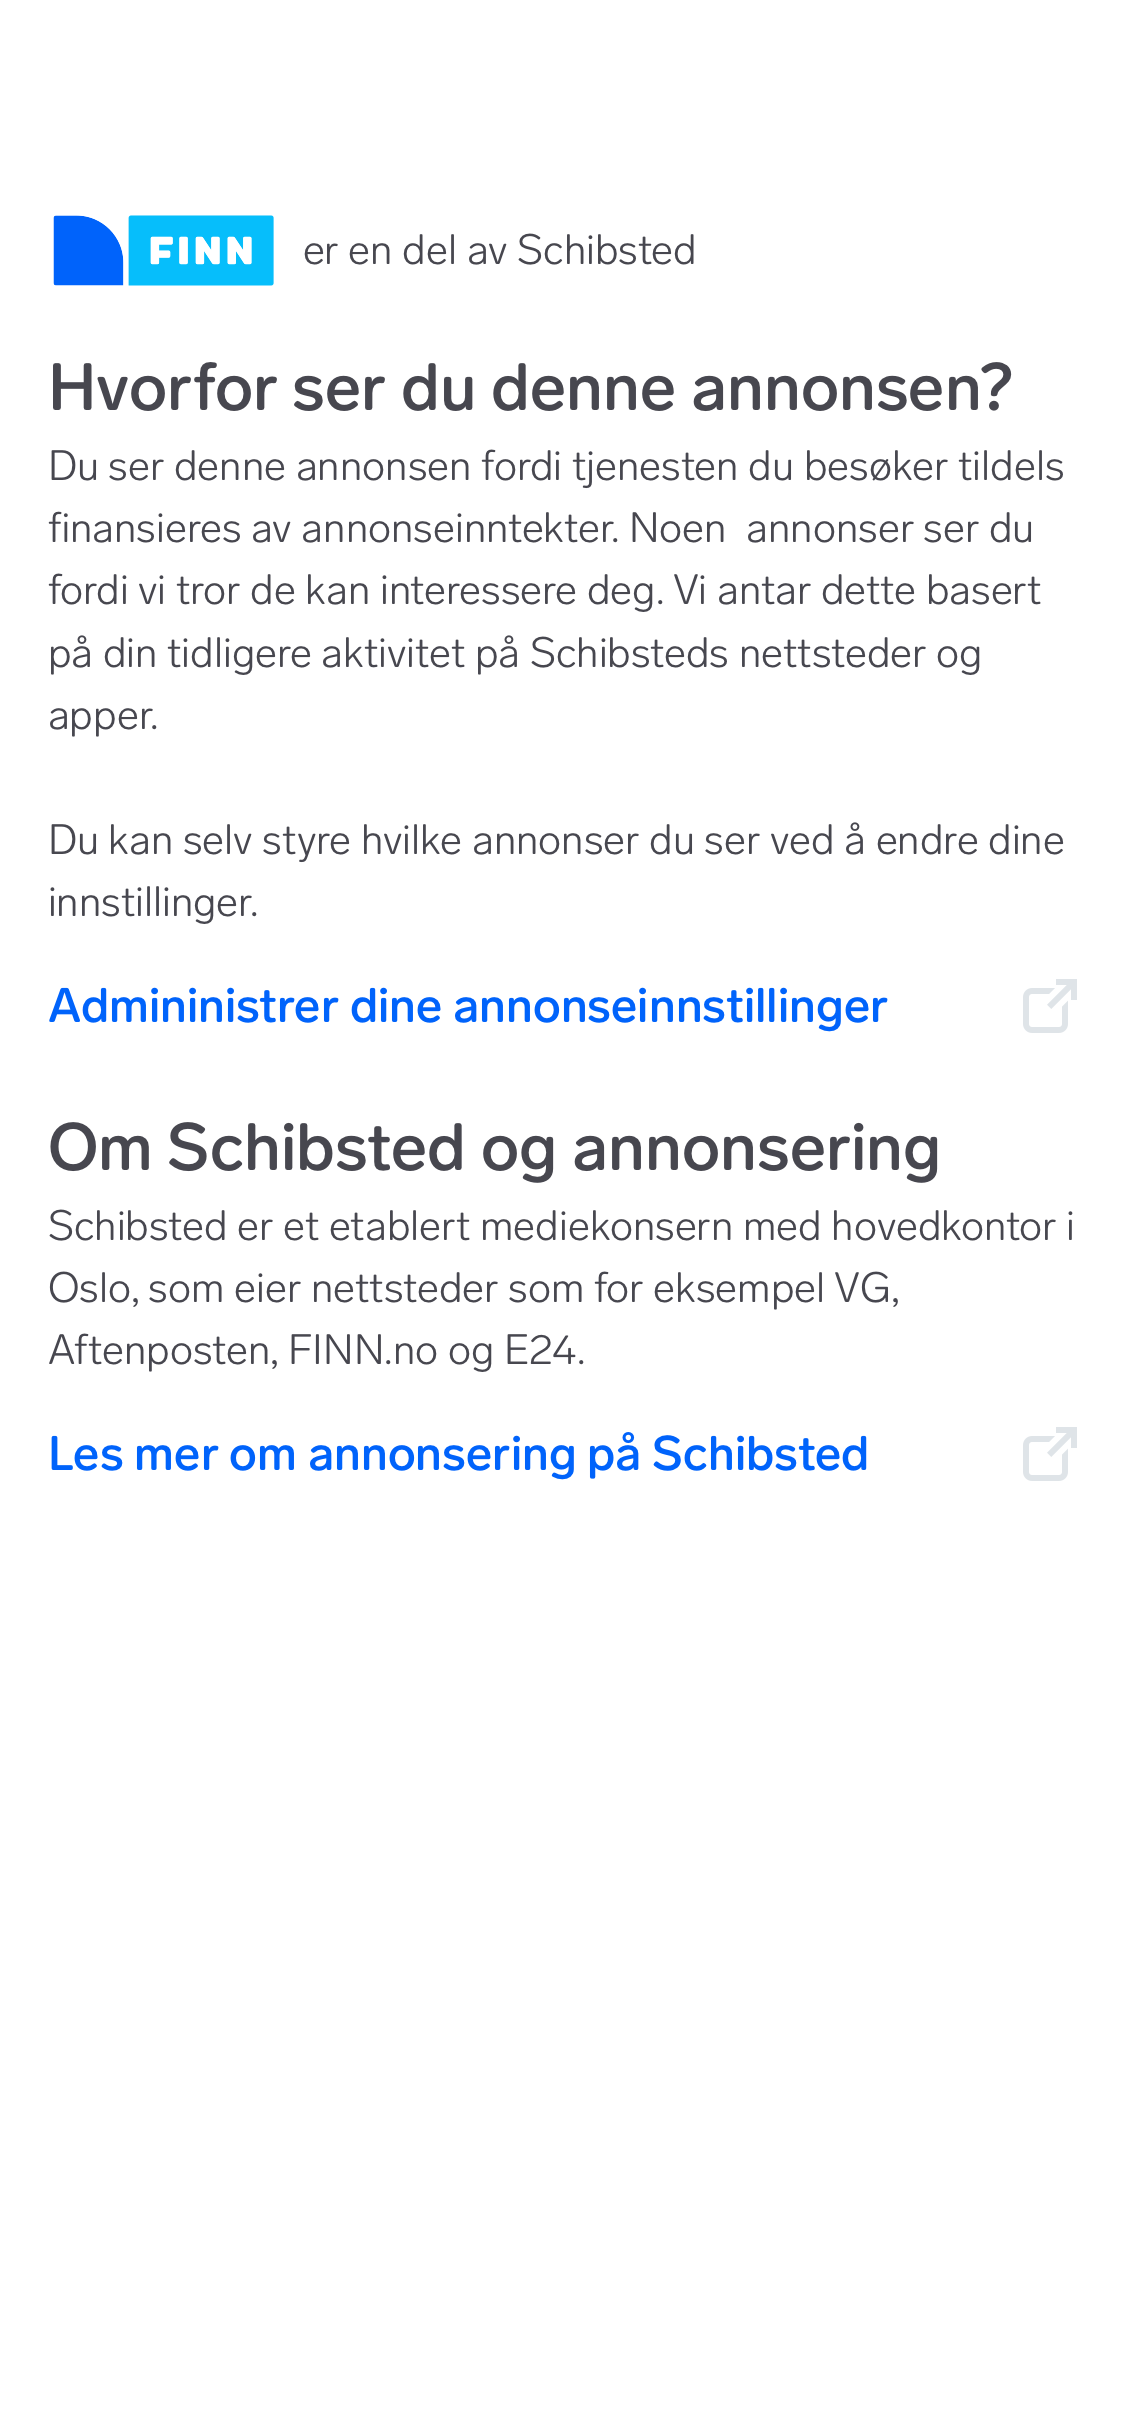 FINN er en del av Schibsted
Hvorfor ser du denne annonsen?
Du ser denne annonsen fordi tjenesten du besøker tildels
finansieres av annonseinntekter. Noen  annonser ser du
fordi vi tror de kan interessere deg. Vi antar dette basert
på din tidligere aktivitet på Schibsteds nettsteder og
apper.
Du kan selv styre hvilke annonser du ser ved å endre dine
innstillinger.
Admininistrer dine annonseinnstillinger
Om Schibsted og annonsering
Schibsted er et etablert mediekonsern med hovedkontor i
Oslo, som eier nettsteder som for eksempel VG,
Aftenposten, FINN.no og E24.
Les mer om annonsering på Schibsted